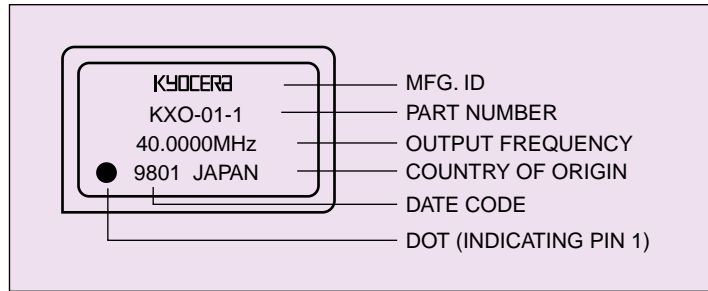 KYOCERA MFG. ID
KXO-01-1 PART NUMBER
40.0000MHz OUTPUT FREQUENCY
9801 JAPAN COUNTRY OF ORIGIN
DATE CODE
DOT (INDICATING PIN 1)